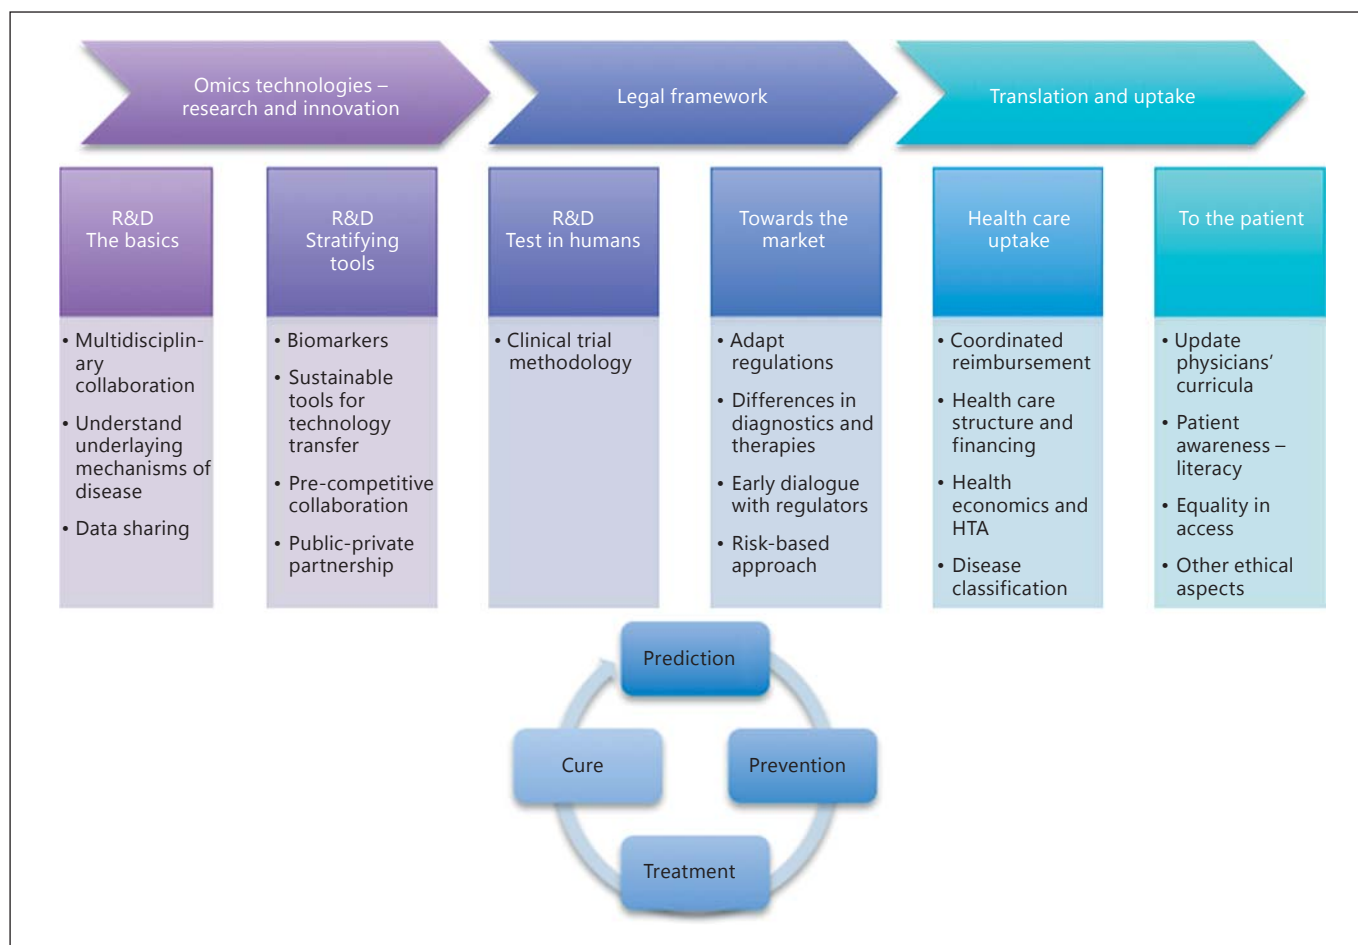 Omics technologies –
research and innovation
Legal framework
Translation and uptake
R&D
The basics
R&D
Stratifying
tools
R&D
Test in humans
Towards the
market
Health care
uptake
To the patient
• Multidisciplin-
ary
collaboration
• Understand
underlaying
mechanisms of
disease
• Data sharing
• Biomarkers
• Sustainable
tools for
technology
transfer
• Pre-competitive
collaboration
• Public-private
partnership
• Clinical trial
methodology
• Adapt
regulations
• Differences in
diagnostics and
therapies
• Early dialogue
with regulators
• Risk-based
approach
• Coordinated
reimbursement
• Health care
structure and
financing
• Health
economics and
HTA
• Disease
classification
• Update
physicians‘
curricula
• Patient
awareness –
literacy
• Equality in
access
• Other ethical
aspects
Prediction
Prevention
Treatment
Cure